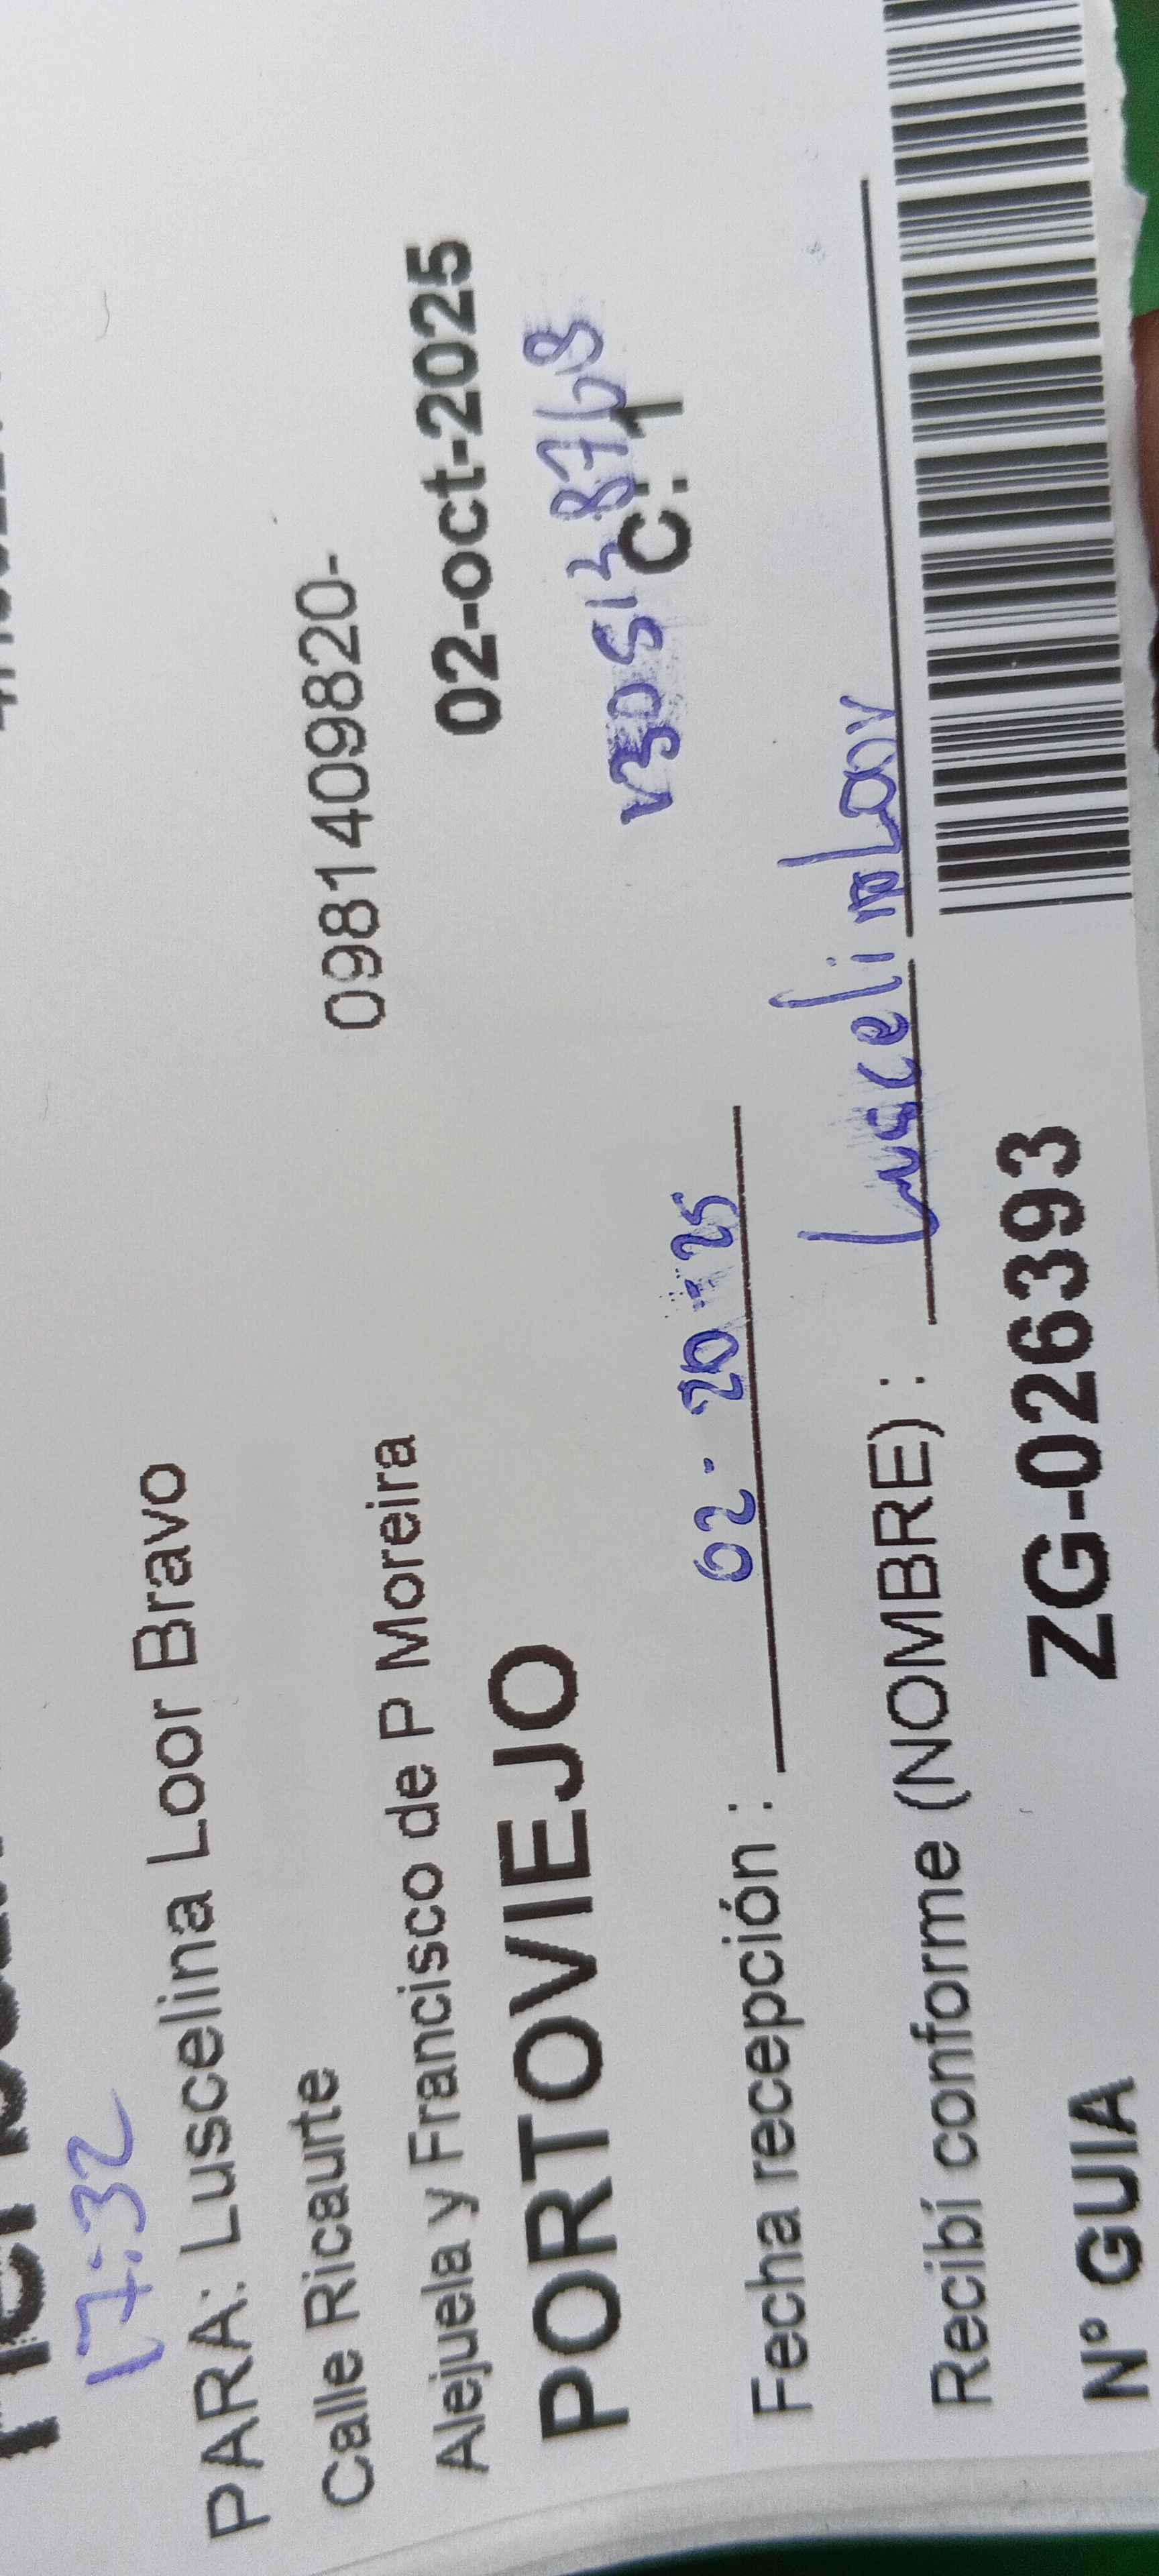 17:32
PARA: Luscelina Loor Bravo
Calle Ricaurte 0981409820-
Alejuela y Francisco de P Moreira
PORTOVIEJO 02-oct-2025
C: 1
Fecha recepción : 02 - 20 - 25
Recibí conforme (NOMBRE) : Luscelina Loor
Nº GUIA ZG-026393